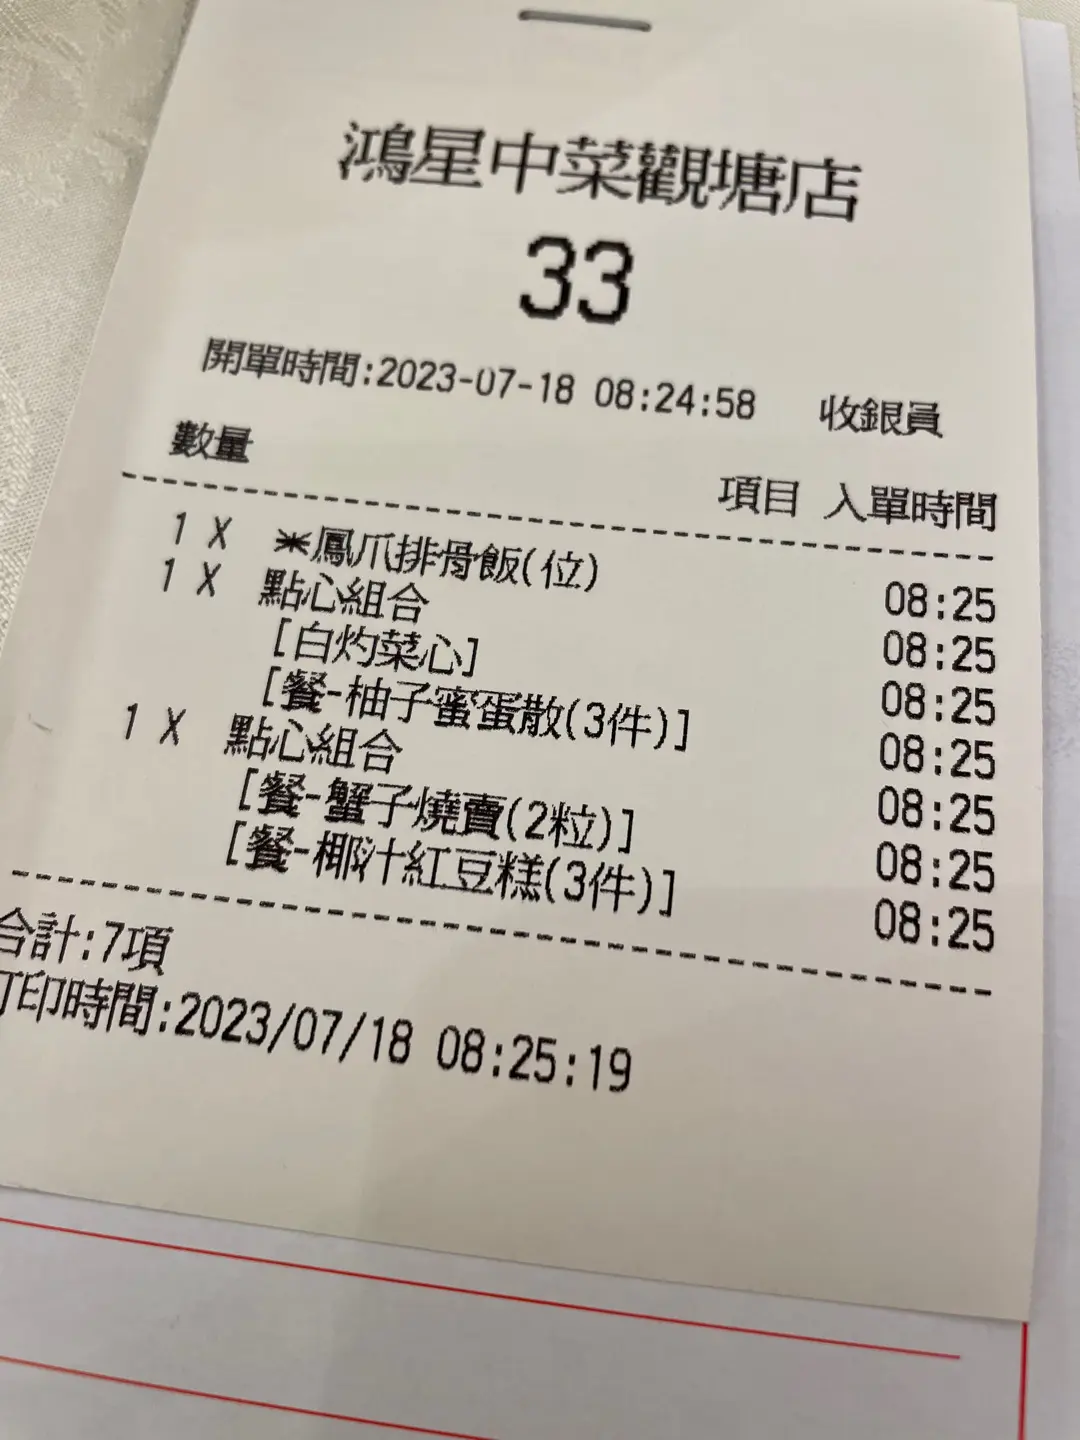 鴻星中菜觀塘店
33
開單時間:2023-07-18 08:24:58 收銀員
數量 項目 入單時間
1 X ※鳳爪排骨飯(位) 08:25
1 X 點心組合 08:25
[白灼菜心] 08:25
[餐-柚子蜜蛋散(3件)] 08:25
1 X 點心組合 08:25
[餐-蟹子燒賣(2粒)] 08:25
[餐-椰汁紅豆糕(3件)] 08:25
合計:7項
打印時間:2023/07/18 08:25:19